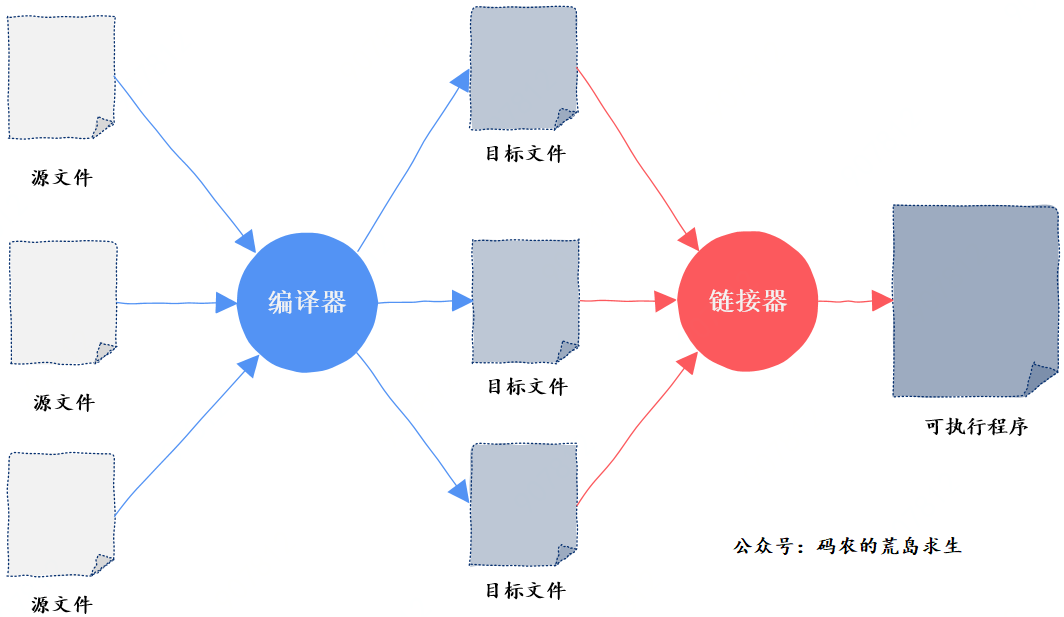 源文件
源文件
源文件
编译器
目标文件
目标文件
目标文件
链接器
可执行程序
公众号：码农的荒岛求生